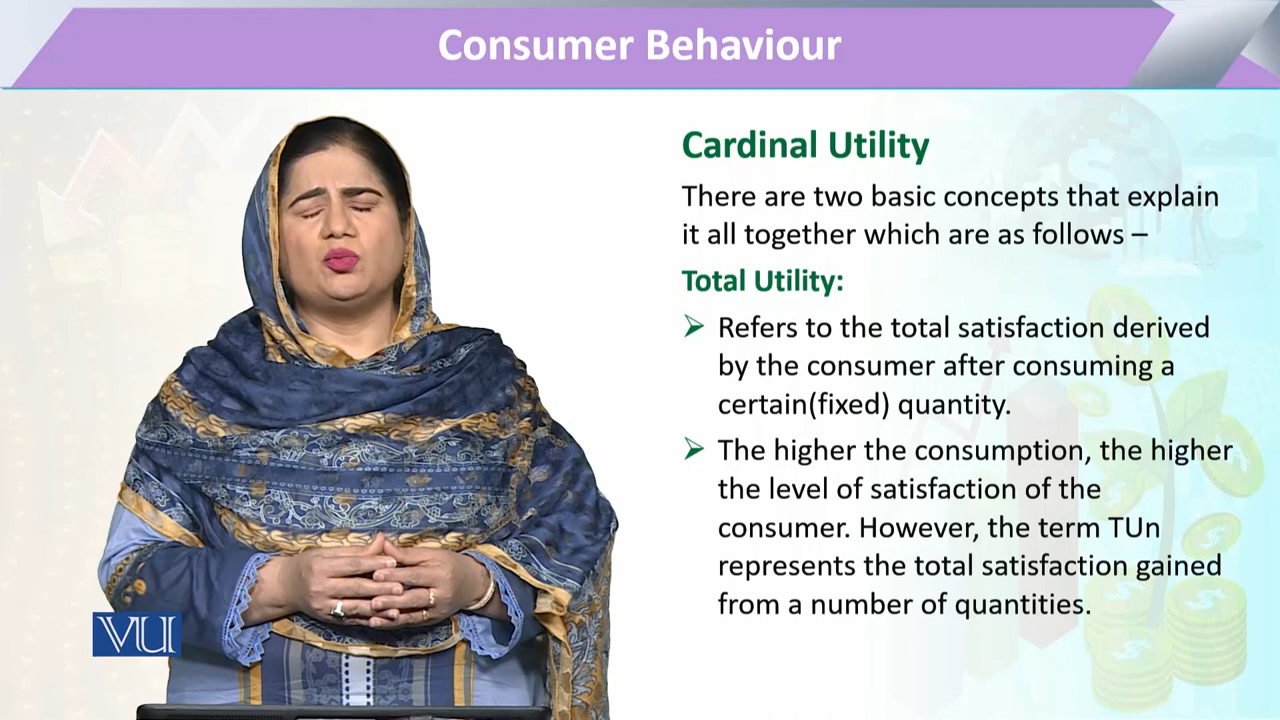 Consumer Behaviour
Cardinal Utility
There are two basic concepts that explain
it all together which are as follows –
Total Utility:
Refers to the total satisfaction derived
by the consumer after consuming a
certain(fixed) quantity.
The higher the consumption, the higher
the level of satisfaction of the
consumer. However, the term TUn
represents the total satisfaction gained
from a number of quantities.
VU